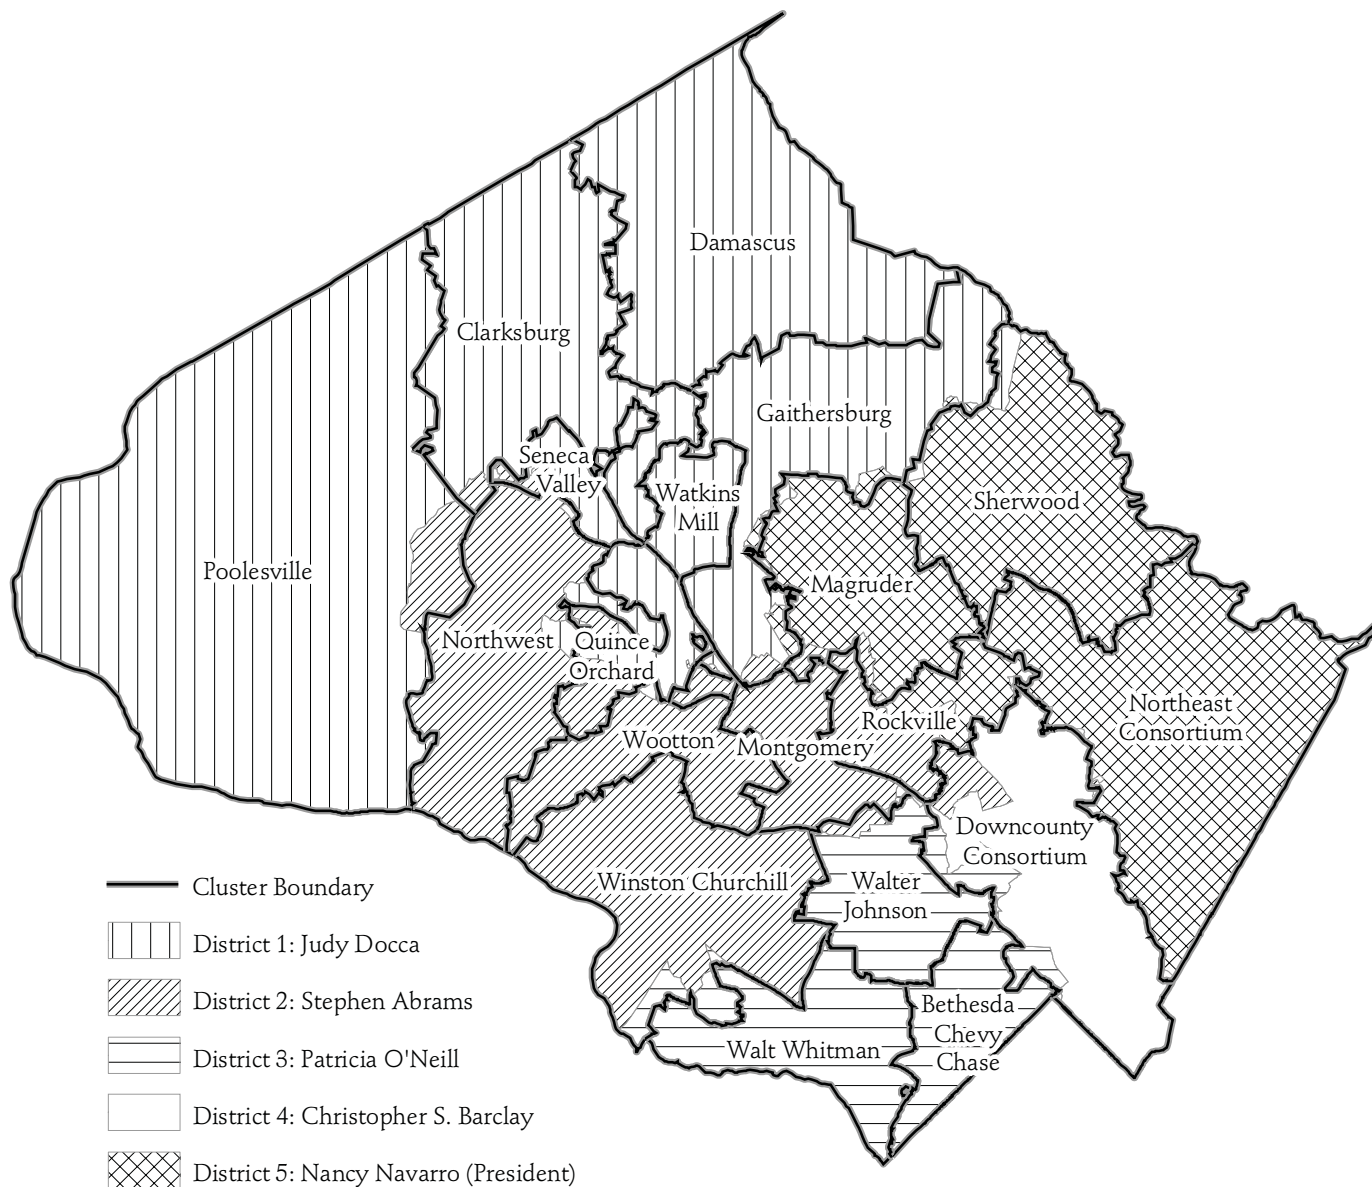 Damascus
Clarksburg
Gaithersburg
Seneca
Valley
Watkins
Mill
Sherwood
Poolesville
Magruder
Northwest
Quince
Orchard
Northeast
Consortium
Rockville
Wootton
Montgomery
Downcounty
Consortium
Winston Churchill
Walter
Johnson
Bethesda
Chevy
Chase
Walt Whitman
Cluster Boundary
District 1: Judy Docca
District 2: Stephen Abrams
District 3: Patricia O'Neill
District 4: Christopher S. Barclay
District 5: Nancy Navarro (President)